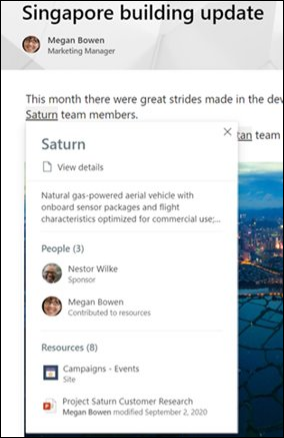 Singapore building update
Megan Bowen
Marketing Manager
This month there were great strides made in the dev
Saturn team members.
tan team
Saturn
View details
Natural gas-powered aerial vehicle with
onboard sensor packages and flight
characteristics optimized for commercial use;...
People (3)
Nestor Wilke
Sponsor
Megan Bowen
Contributed to resources
Resources (8)
Campaigns - Events
Site
Project Saturn Customer Research
Megan Bowen modified September 2, 2020